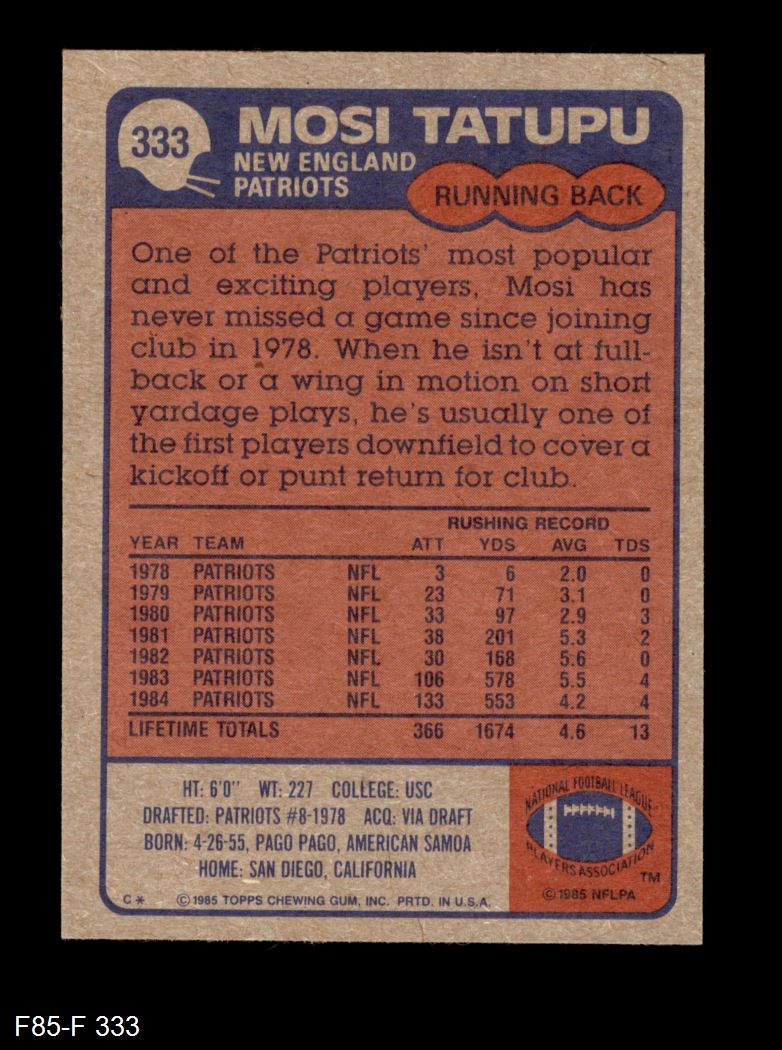 333
MOSI TATUPU
NEW ENGLAND
PATRIOTS
RUNNING BACK
One of the Patriots' most popular
and exciting players, Mosi has
never missed a game since joining
club in 1978. When he isn't at full-
back or a wing in motion on short
yardage plays, he's usually one of
the first players downfield to cover a
kickoff or punt return for club.
RUSHING RECORD
YEAR TEAM ATT YDS AVG TDS
1978 PATRIOTS NFL 3 6 2.0 0
1979 PATRIOTS NFL 23 71 3.1 0
1980 PATRIOTS NFL 33 97 2.9 3
1981 PATRIOTS NFL 38 201 5.3 2
1982 PATRIOTS NFL 30 168 5.6 0
1983 PATRIOTS NFL 106 578 5.5 4
1984 PATRIOTS NFL 133 553 4.2 4
LIFETIME TOTALS 366 1674 4.6 13
HT: 6'0" WT: 227 COLLEGE: USC
DRAFTED: PATRIOTS #8-1978 ACQ: VIA DRAFT
BORN: 4-26-55, PAGO PAGO, AMERICAN SAMOA
HOME: SAN DIEGO, CALIFORNIA
C* © 1985 TOPPS CHEWING GUM, INC. PRTD. IN U.S.A.
NATIONAL FOOTBALL LEAGUE
PLAYERS ASSOCIATION
TM
© 1985 NFLPA
F85-F 333